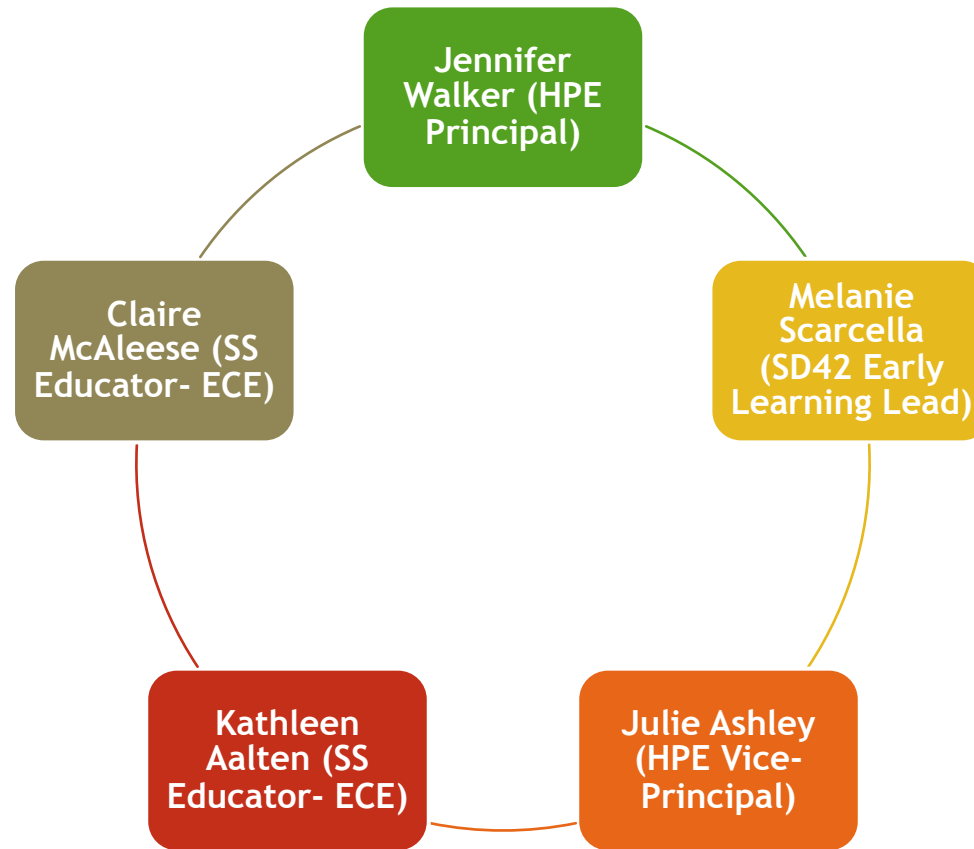 Jennifer
Walker (HPE
Principal)
Melanie
Scarcella
(SD42 Early
Learning Lead)
Julie Ashley
(HPE Vice-
Principal)
Kathleen
Aalten (SS
Educator- ECE)
Claire
McAleese (SS
Educator- ECE)